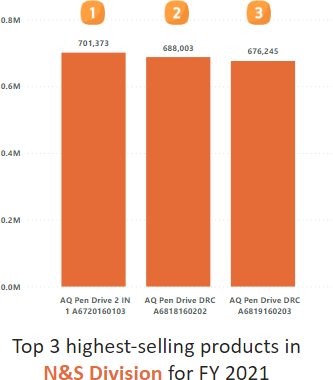 0.8M
1 2 3
701,373
688,003
676,245
0.6M
0.4M
0.2M
0.0M
AQ Pen Drive 2 IN
1 A6720160103
AQ Pen Drive DRC
A6818160202
AQ Pen Drive DRC
A6819160203
Top 3 highest-selling products in
N&S Division for FY 2021